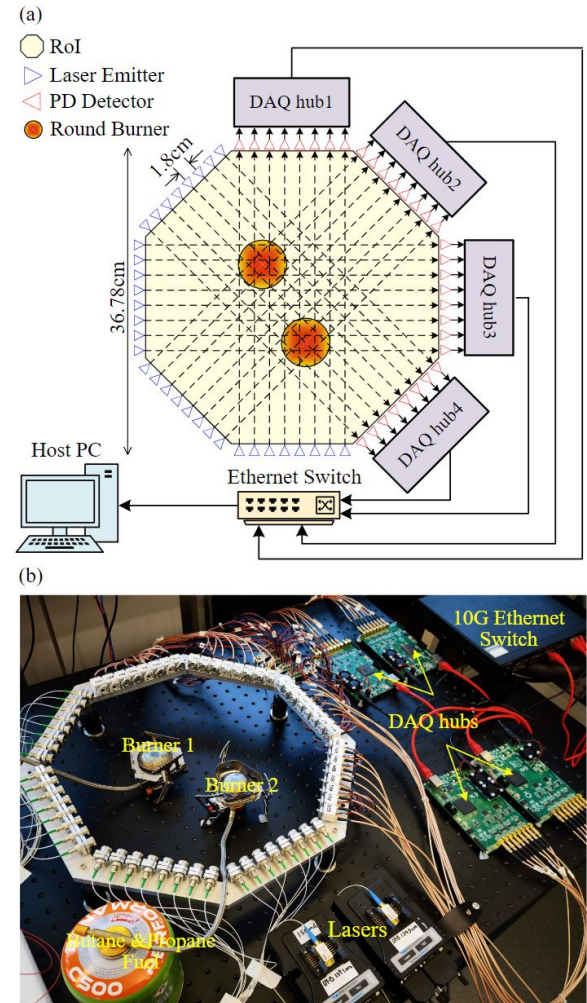 (a)
RoI
Laser Emitter
PD Detector
Round Burner
DAQ hub1
DAQ hub2
DAQ hub3
DAQ hub4
1.8cm
36.78cm
Host PC
Ethernet Switch
(b)
10G Ethernet
Switch
DAQ hubs
Burner 1
Burner 2
Lasers
Butane &Propane
Fuel